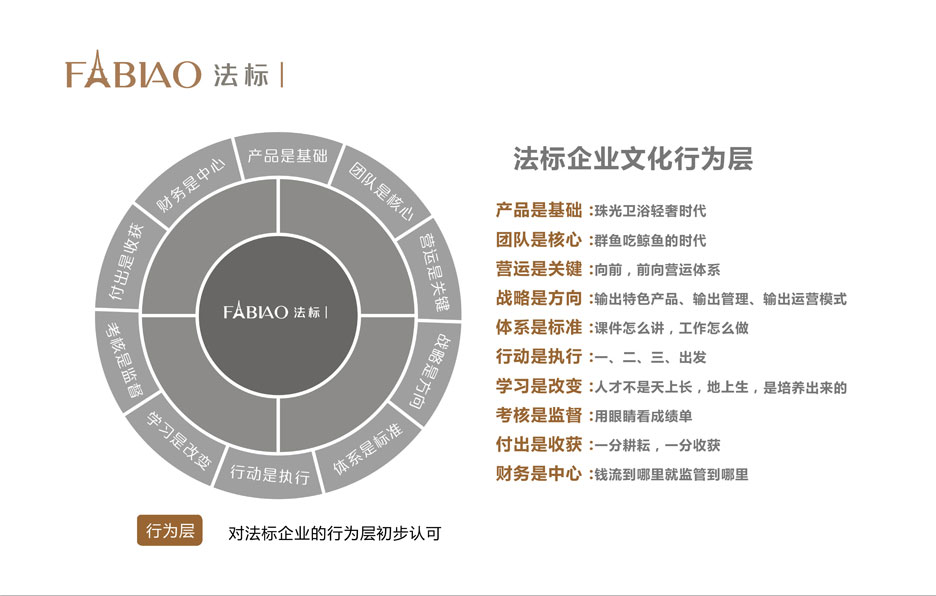 FABIAO 法标
产品是基础
团队是核心
营运是关键
战略是方向
体系是标准
行动是执行
学习是改变
考核是监督
付出是收获
财务是中心
FABIAO 法标
法标企业文化行为层
产品是基础：珠光卫浴轻奢时代
团队是核心：群鱼吃鲸鱼的时代
营运是关键：向前，前向营运体系
战略是方向：输出特色产品、输出管理、输出运营模式
体系是标准：课件怎么讲，工作怎么做
行动是执行：一、二、三、出发
学习是改变：人才不是天上长，地上生，是培养出来的
考核是监督：用眼睛看成绩单
付出是收获：一分耕耘，一分收获
财务是中心：钱流到哪里就监管到哪里
行为层 对法标企业的行为层初步认可